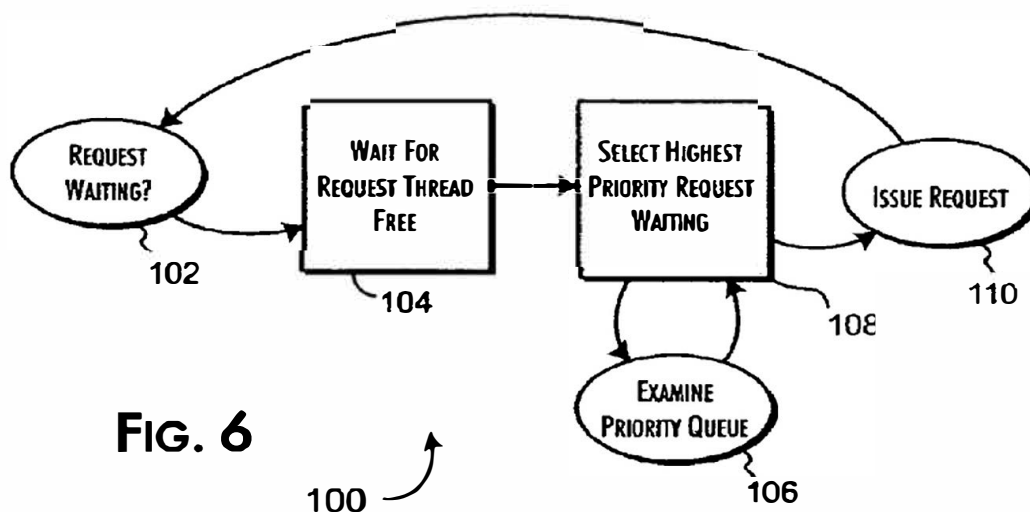 REQUEST
WAITING?
102
WAIT FOR
REQUEST THREAD
FREE
104
SELECT HIGHEST
PRIORITY REQUEST
WAITING
108
ISSUE REQUEST
110
EXAMINE
PRIORITY QUEUE
106
FIG. 6
100